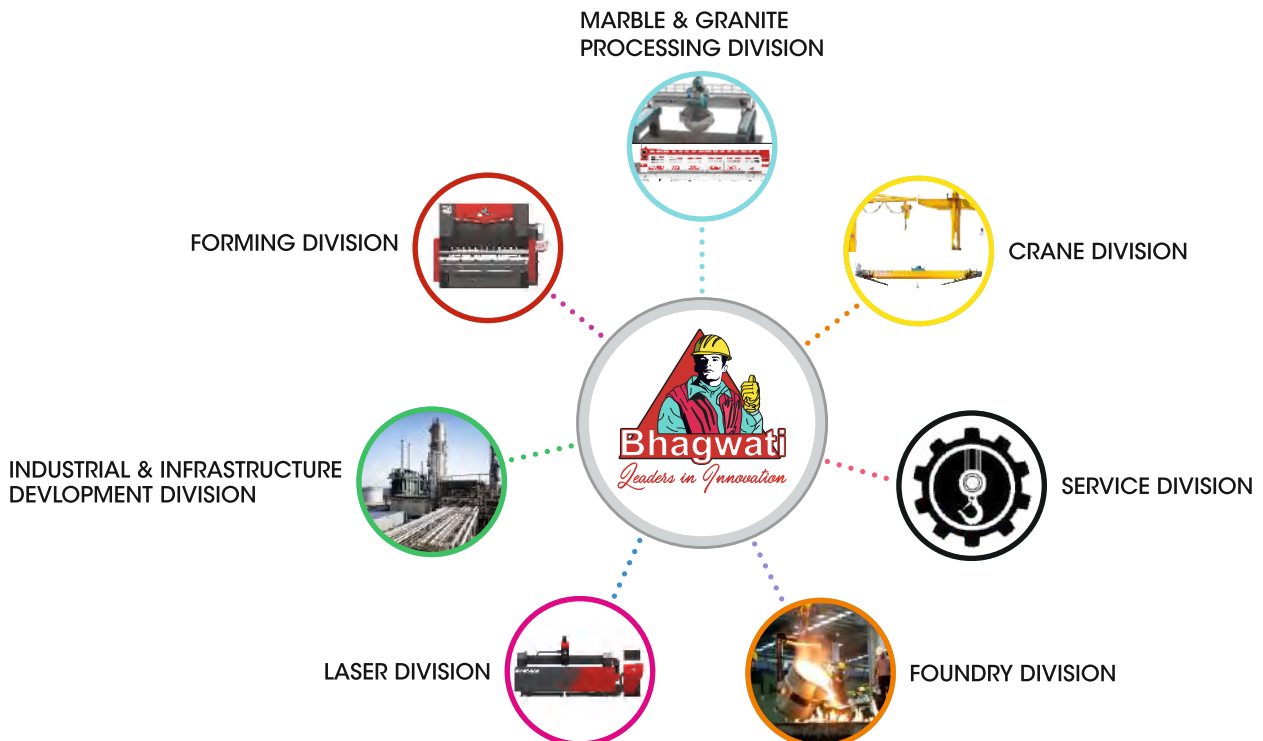 MARBLE & GRANITE
PROCESSING DIVISION
FORMING DIVISION
CRANE DIVISION
Bhagwati
Leaders in Innovation
INDUSTRIAL & INFRASTRUCTURE
DEVLOPMENT DIVISION
SERVICE DIVISION
LASER DIVISION
FOUNDRY DIVISION